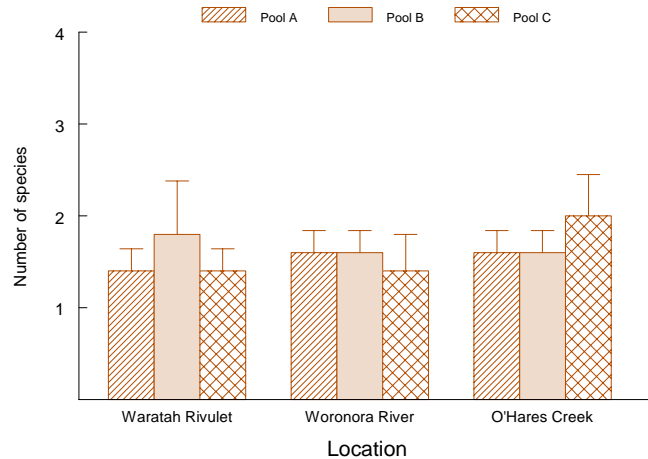 Pool A Pool B Pool C
4
3
2
1
Number of species
Waratah Rivulet Woronora River O'Hares Creek
Location